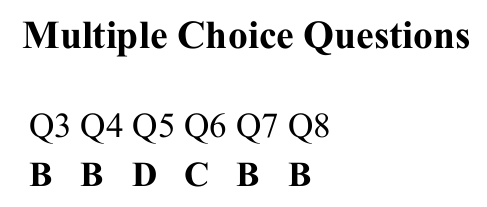 Multiple Choice Questions
Q3 Q4 Q5 Q6 Q7 Q8
B B D C B B